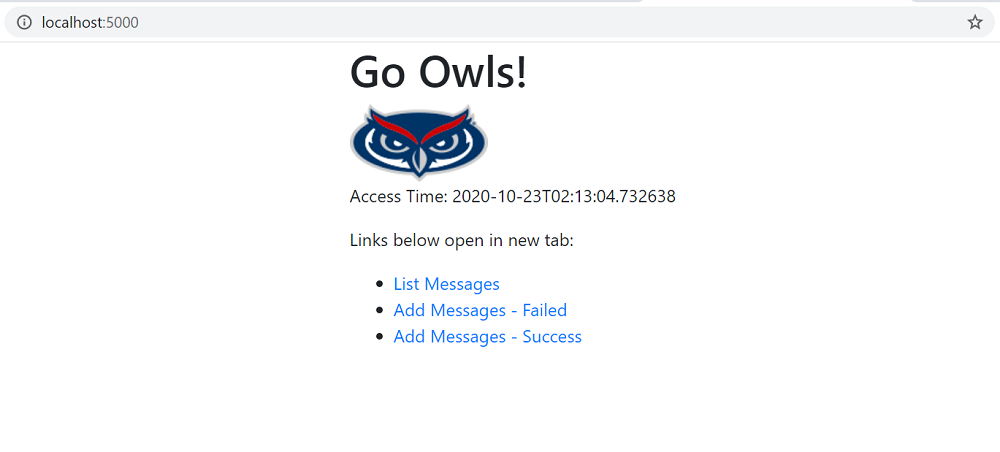 localhost:5000
Go Owls!
Access Time: 2020-10-23T02:13:04.732638
Links below open in new tab:
List Messages
Add Messages - Failed
Add Messages - Success